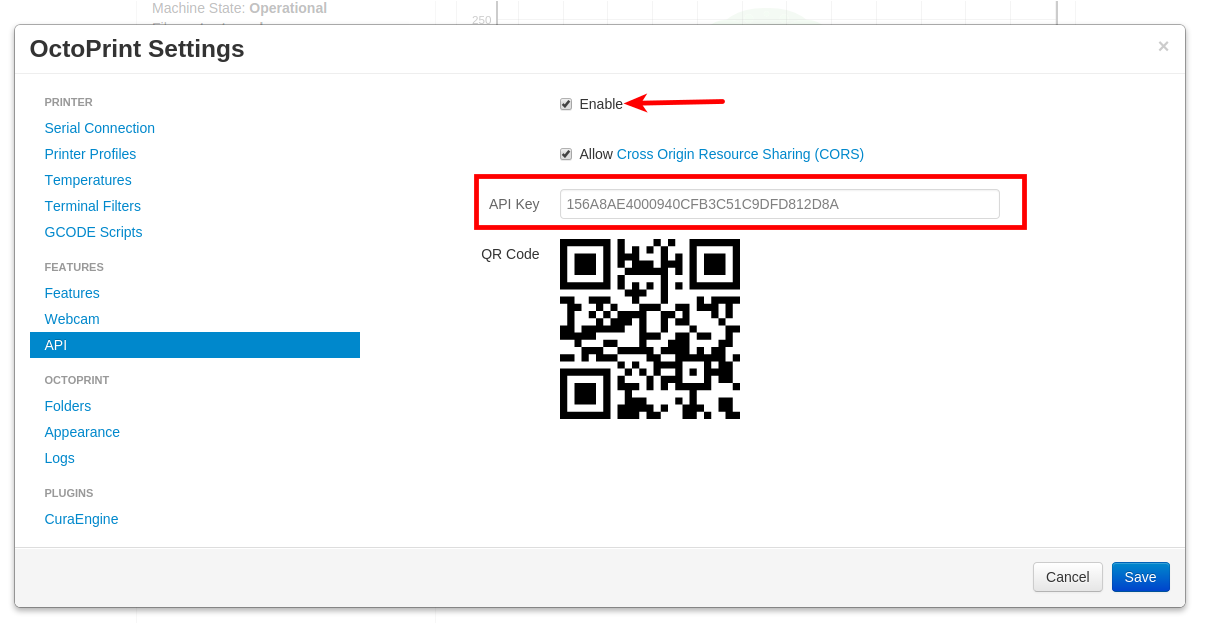 Machine State: Operational
250
OctoPrint Settings
×
PRINTER
Serial Connection
Printer Profiles
Temperatures
Terminal Filters
GCODE Scripts
FEATURES
Features
Webcam
API
OCTOPRINT
Folders
Appearance
Logs
PLUGINS
CuraEngine
Enable
Allow Cross Origin Resource Sharing (CORS)
API Key 156A8AE4000940CFB3C51C9DFD812D8A
QR Code
Cancel Save